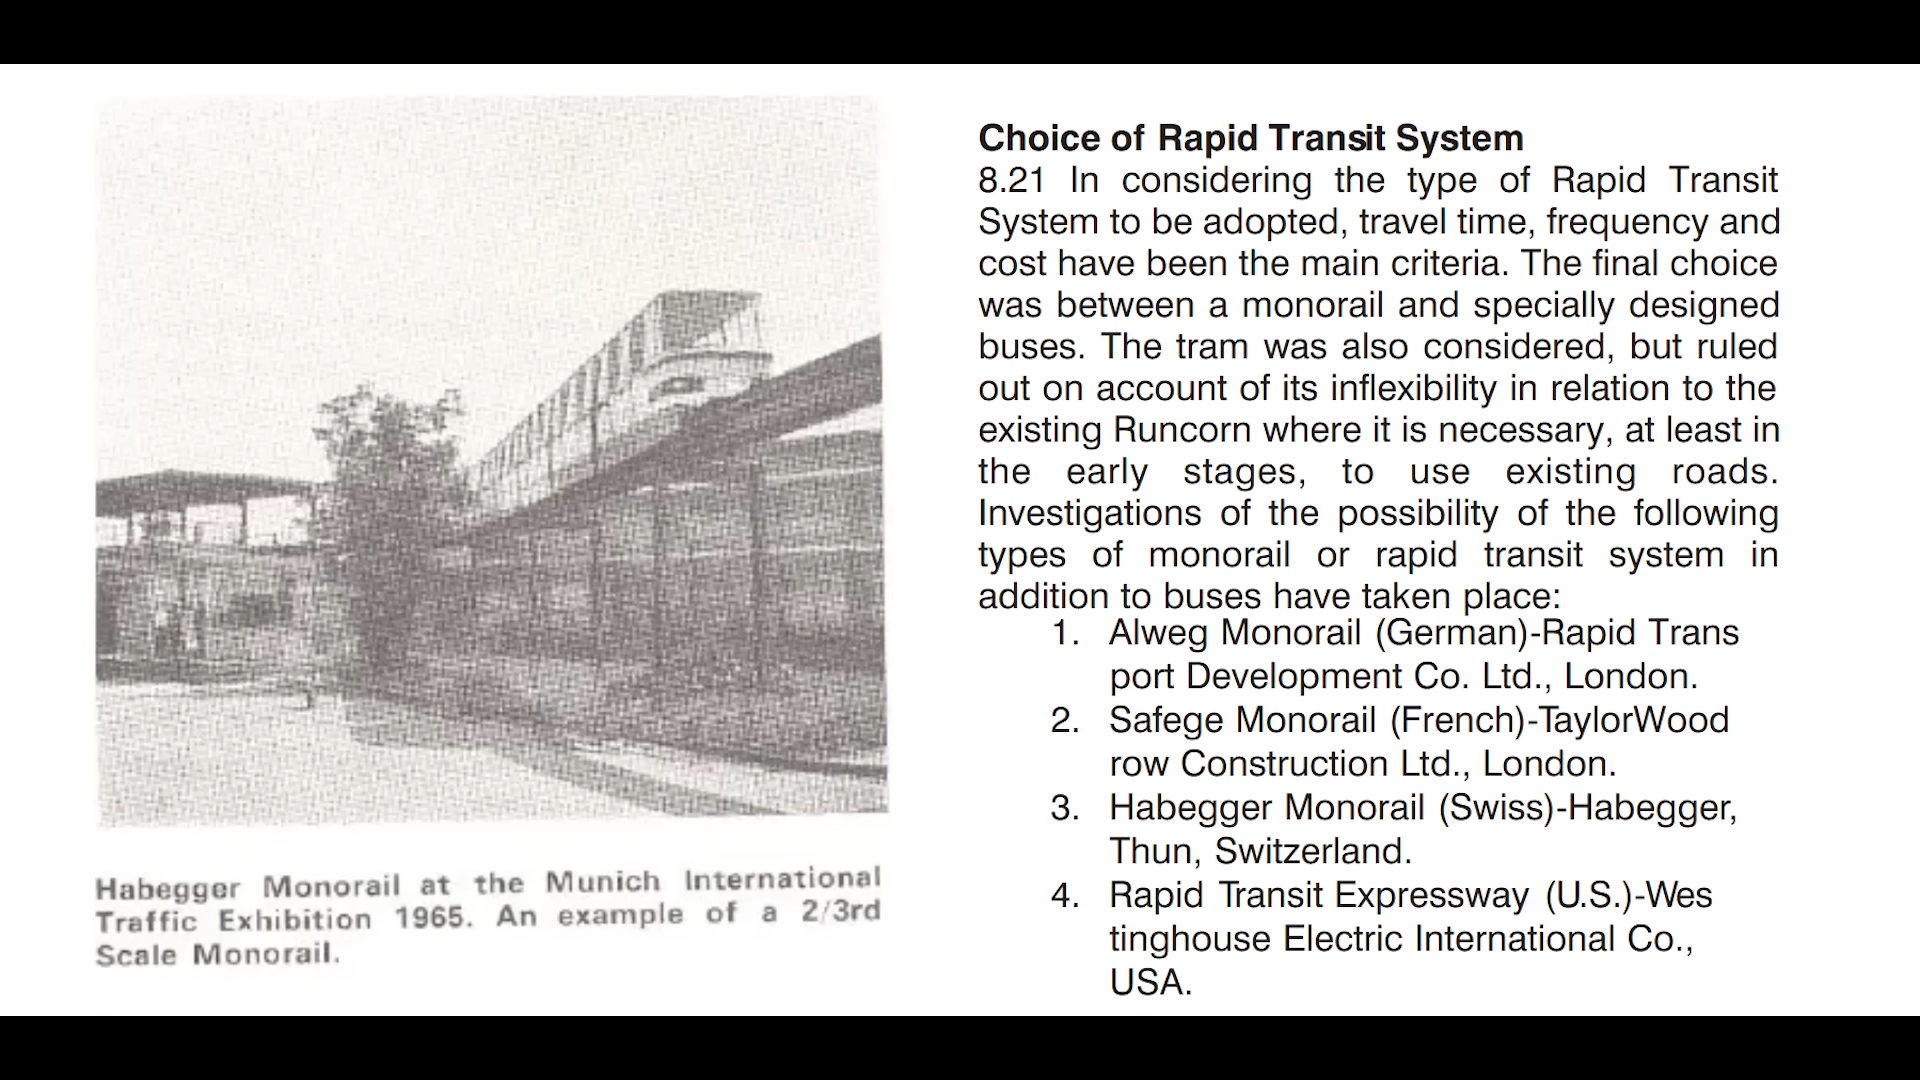 Habegger Monorail at the Munich International
Traffic Exhibition 1965. An example of a 2/3rd
Scale Monorail.
Choice of Rapid Transit System
8.21 In considering the type of Rapid Transit
System to be adopted, travel time, frequency and
cost have been the main criteria. The final choice
was between a monorail and specially designed
buses. The tram was also considered, but ruled
out on account of its inflexibility in relation to the
existing Runcorn where it is necessary, at least in
the early stages, to use existing roads.
Investigations of the possibility of the following
types of monorail or rapid transit system in
addition to buses have taken place:
1. Alweg Monorail (German)-Rapid Trans
port Development Co. Ltd., London.
2. Safege Monorail (French)-TaylorWood
row Construction Ltd., London.
3. Habegger Monorail (Swiss)-Habegger,
Thun, Switzerland.
4. Rapid Transit Expressway (U.S.)-Wes
tinghouse Electric International Co.,
USA.